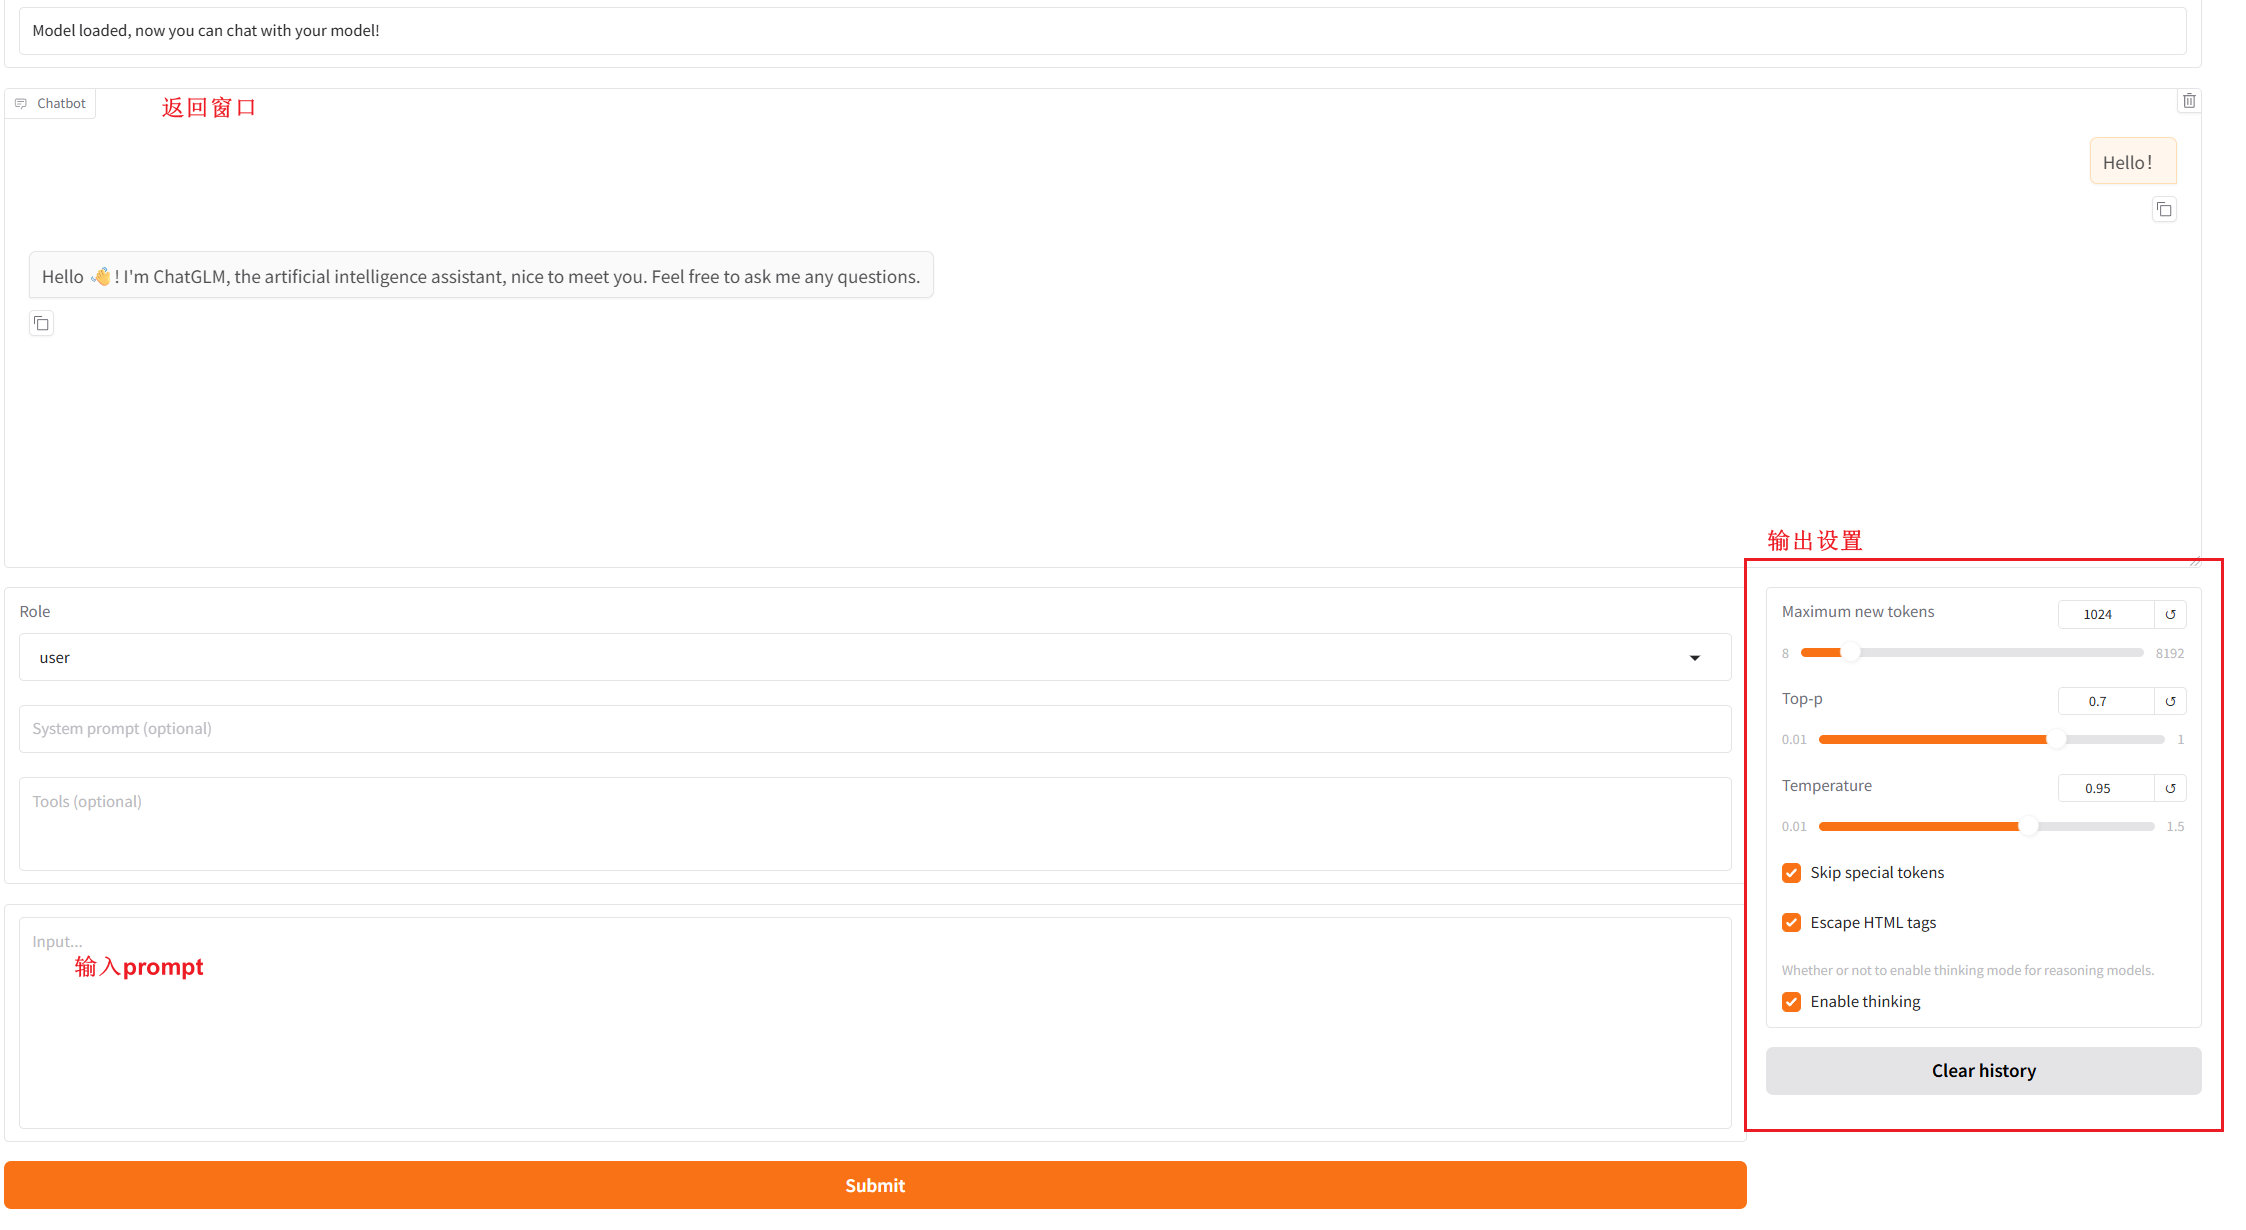 Model loaded, now you can chat with your model!
Chatbot
返回窗口
Hello！
Hello 👋 ! I'm ChatGLM, the artificial intelligence assistant, nice to meet you. Feel free to ask me any questions.
输出设置
Role
user
System prompt (optional)
Tools (optional)
Input...
输入prompt
Submit
Maximum new tokens
1024
8
8192
Top-p
0.7
0.01
1
Temperature
0.95
0.01
1.5
Skip special tokens
Escape HTML tags
Whether or not to enable thinking mode for reasoning models.
Enable thinking
Clear history